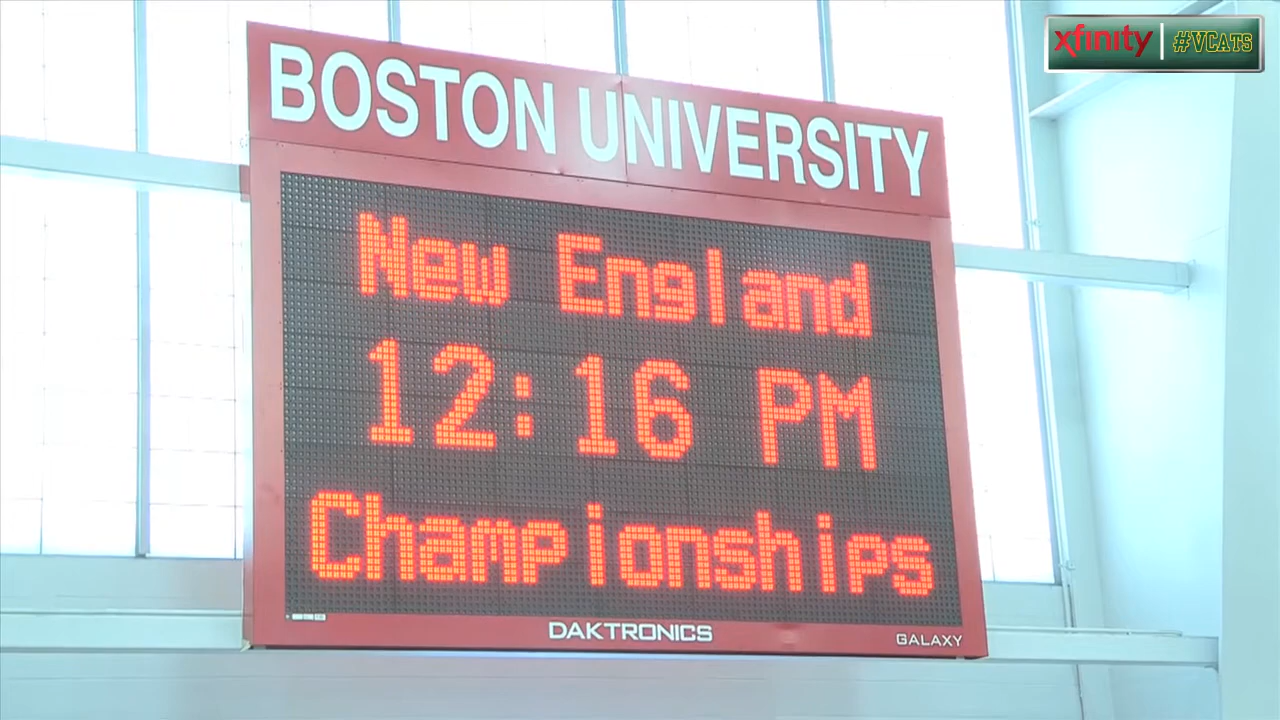 xfinity #VCATS
BOSTON UNIVERSITY
New England
12:16 PM
Championships
DAKTRONICS
GALAXY